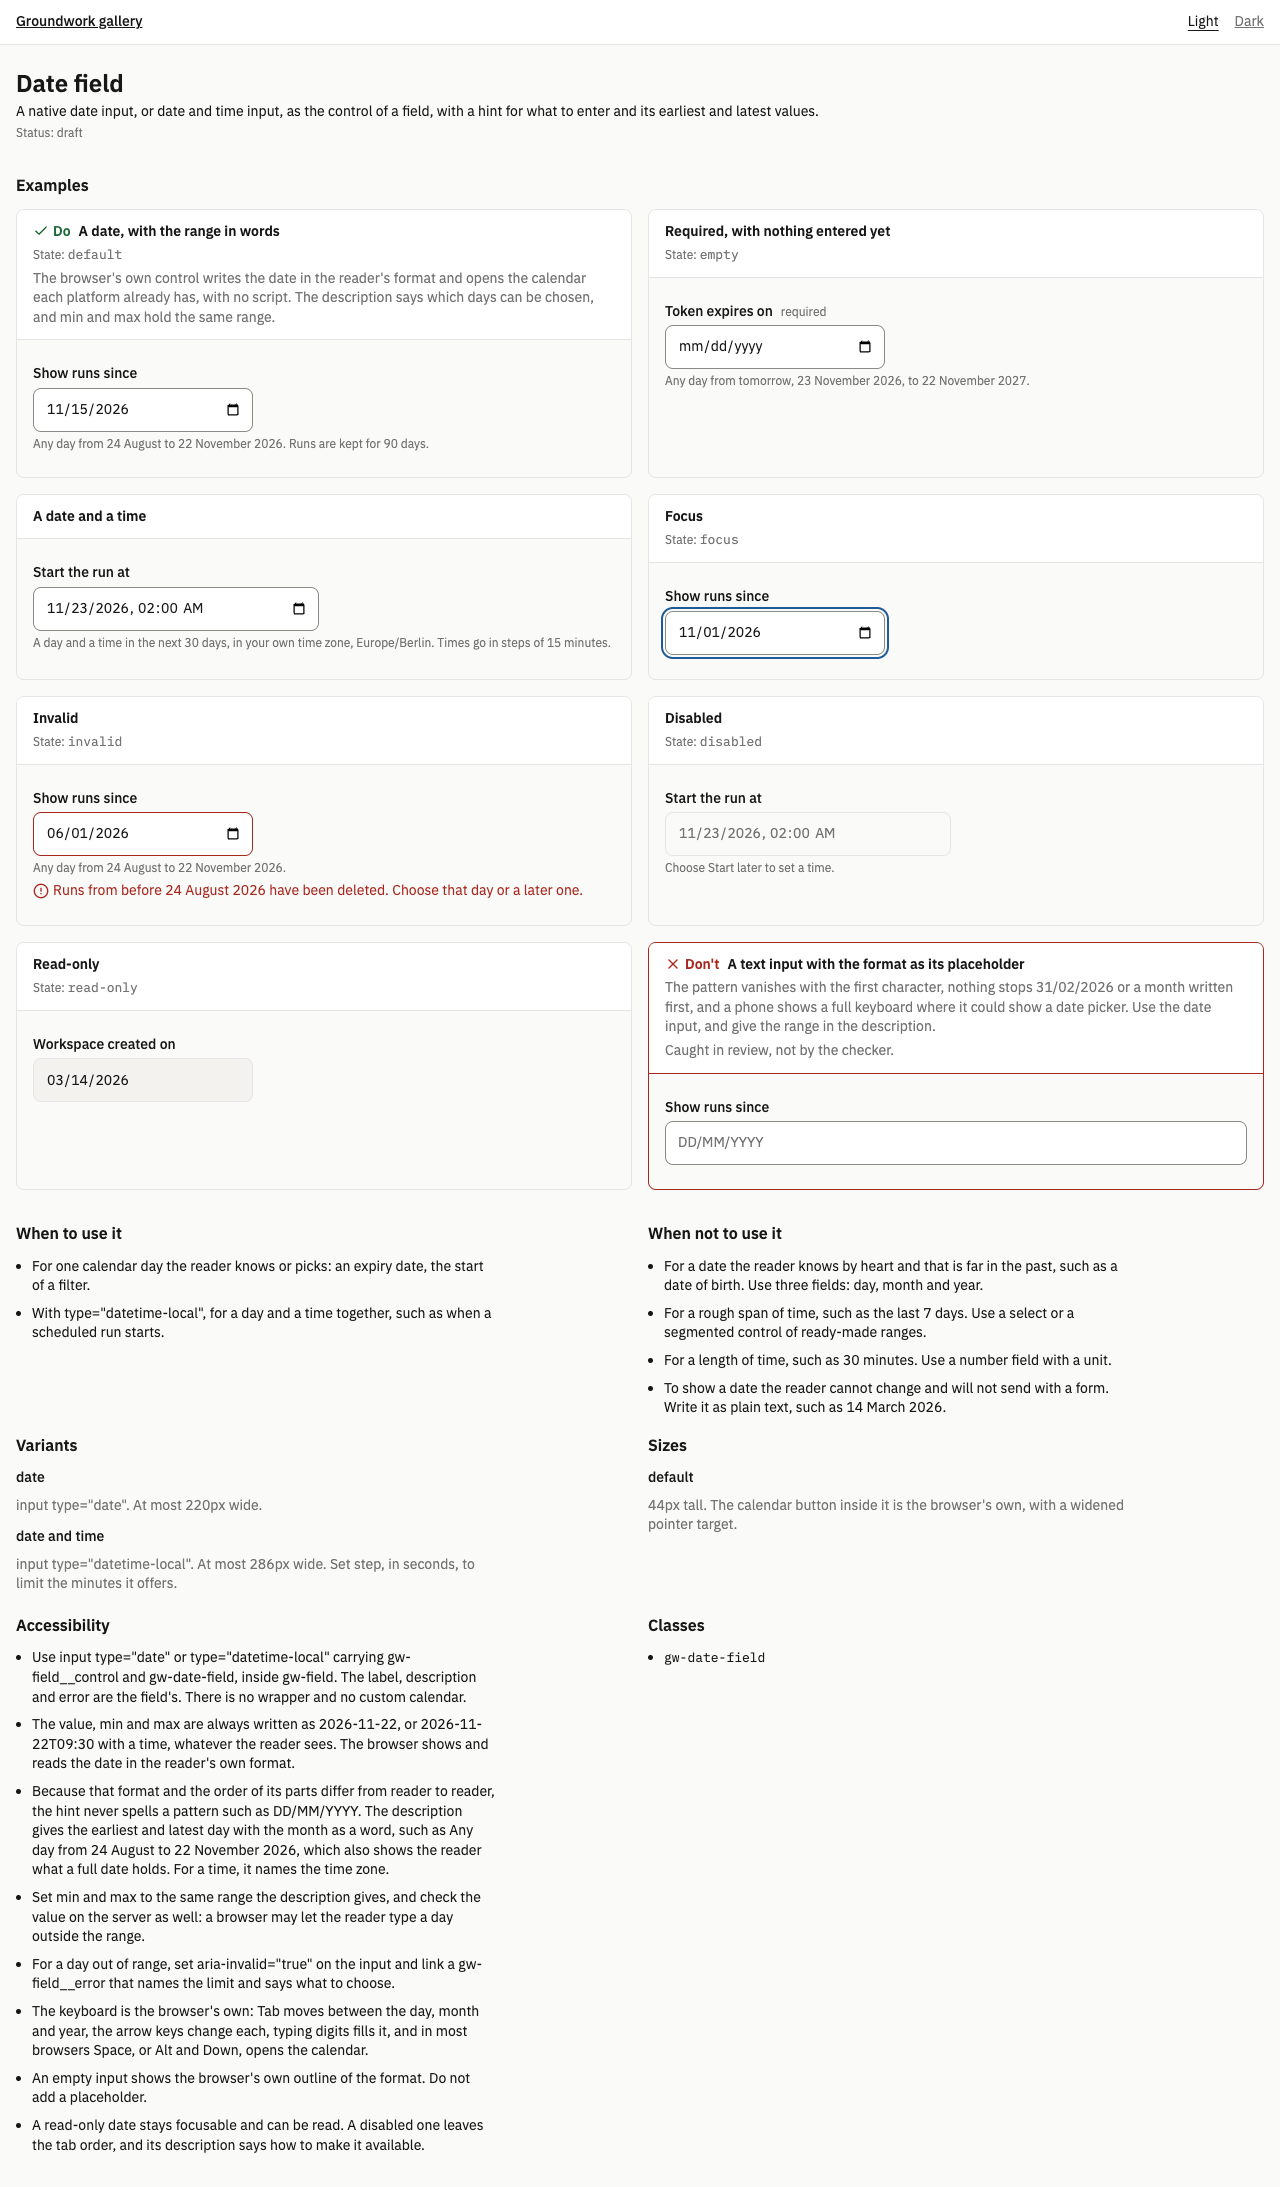 Groundwork gallery
Light Dark
Date field
A native date input, or date and time input, as the control of a field, with a hint for what to enter and its earliest and latest values.
Status: draft
Examples
Do A date, with the range in words
State: default
The browser's own control writes the date in the reader's format and opens the calendar
each platform already has, with no script. The description says which days can be chosen,
and min and max hold the same range.
Show runs since
11/15/2026
Any day from 24 August to 22 November 2026. Runs are kept for 90 days.
Required, with nothing entered yet
State: empty
Token expires on required
mm/dd/yyyy
Any day from tomorrow, 23 November 2026, to 22 November 2027.
A date and a time
Start the run at
11/23/2026, 02:00 AM
A day and a time in the next 30 days, in your own time zone, Europe/Berlin. Times go in steps of 15 minutes.
Focus
State: focus
Show runs since
11/01/2026
Invalid
State: invalid
Show runs since
06/01/2026
Any day from 24 August to 22 November 2026.
Runs from before 24 August 2026 have been deleted. Choose that day or a later one.
Disabled
State: disabled
Start the run at
11/23/2026, 02:00 AM
Choose Start later to set a time.
Read-only
State: read-only
Workspace created on
03/14/2026
Don't A text input with the format as its placeholder
The pattern vanishes with the first character, nothing stops 31/02/2026 or a month written
first, and a phone shows a full keyboard where it could show a date picker. Use the date
input, and give the range in the description.
Caught in review, not by the checker.
Show runs since
DD/MM/YYYY
When to use it
For one calendar day the reader knows or picks: an expiry date, the start
of a filter.
With type="datetime-local", for a day and a time together, such as when a
scheduled run starts.
When not to use it
For a date the reader knows by heart and that is far in the past, such as a
date of birth. Use three fields: day, month and year.
For a rough span of time, such as the last 7 days. Use a select or a
segmented control of ready-made ranges.
For a length of time, such as 30 minutes. Use a number field with a unit.
To show a date the reader cannot change and will not send with a form.
Write it as plain text, such as 14 March 2026.
Variants
date
input type="date". At most 220px wide.
date and time
input type="datetime-local". At most 286px wide. Set step, in seconds, to
limit the minutes it offers.
Sizes
default
44px tall. The calendar button inside it is the browser's own, with a widened
pointer target.
Accessibility
Use input type="date" or type="datetime-local" carrying gw-
field__control and gw-date-field, inside gw-field. The label, description
and error are the field's. There is no wrapper and no custom calendar.
The value, min and max are always written as 2026-11-22, or 2026-11-
22T09:30 with a time, whatever the reader sees. The browser shows and
reads the date in the reader's own format.
Because that format and the order of its parts differ from reader to reader,
the hint never spells a pattern such as DD/MM/YYYY. The description
gives the earliest and latest day with the month as a word, such as Any
day from 24 August to 22 November 2026, which also shows the reader
what a full date holds. For a time, it names the time zone.
Set min and max to the same range the description gives, and check the
value on the server as well: a browser may let the reader type a day
outside the range.
For a day out of range, set aria-invalid="true" on the input and link a gw-
field__error that names the limit and says what to choose.
The keyboard is the browser's own: Tab moves between the day, month
and year, the arrow keys change each, typing digits fills it, and in most
browsers Space, or Alt and Down, opens the calendar.
An empty input shows the browser's own outline of the format. Do not
add a placeholder.
A read-only date stays focusable and can be read. A disabled one leaves
the tab order, and its description says how to make it available.
Classes
gw-date-field